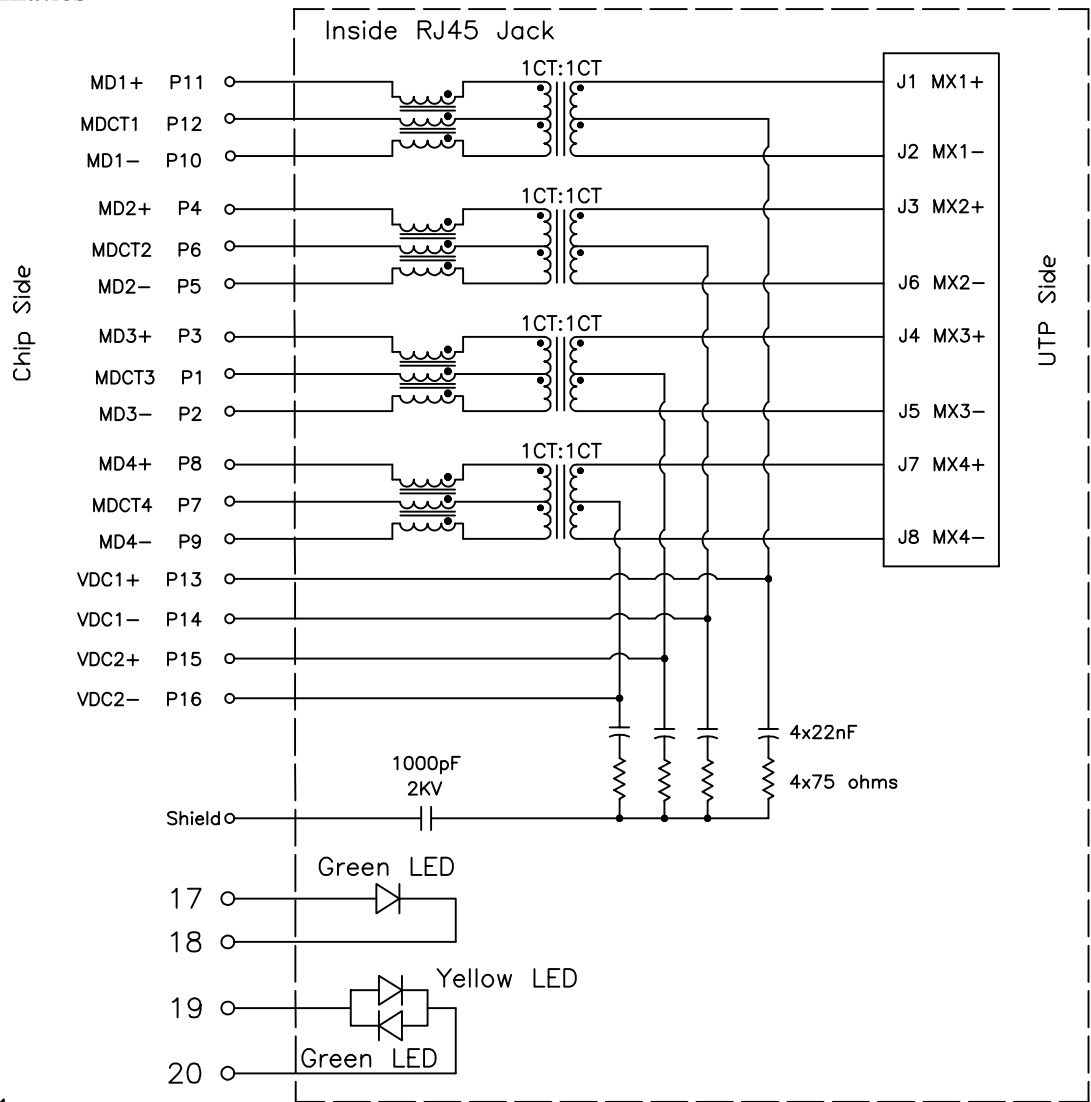 Inside RJ45 Jack
1CT:1CT
MD1+ P11
J1 MX1+
MDCT1 P12
MD1- P10
J2 MX1-
1CT:1CT
MD2+ P4
J3 MX2+
MDCT2 P6
MD2- P5
J6 MX2-
1CT:1CT
MD3+ P3
J4 MX3+
MDCT3 P1
MD3- P2
J5 MX3-
1CT:1CT
MD4+ P8
J7 MX4+
MDCT4 P7
MD4- P9
J8 MX4-
Chip Side
UTP Side
VDC1+ P13
VDC1- P14
VDC2+ P15
VDC2- P16
4x22nF
1000pF
2KV
4x75 ohms
Shield
Green LED
17
18
Yellow LED
19
Green LED
20